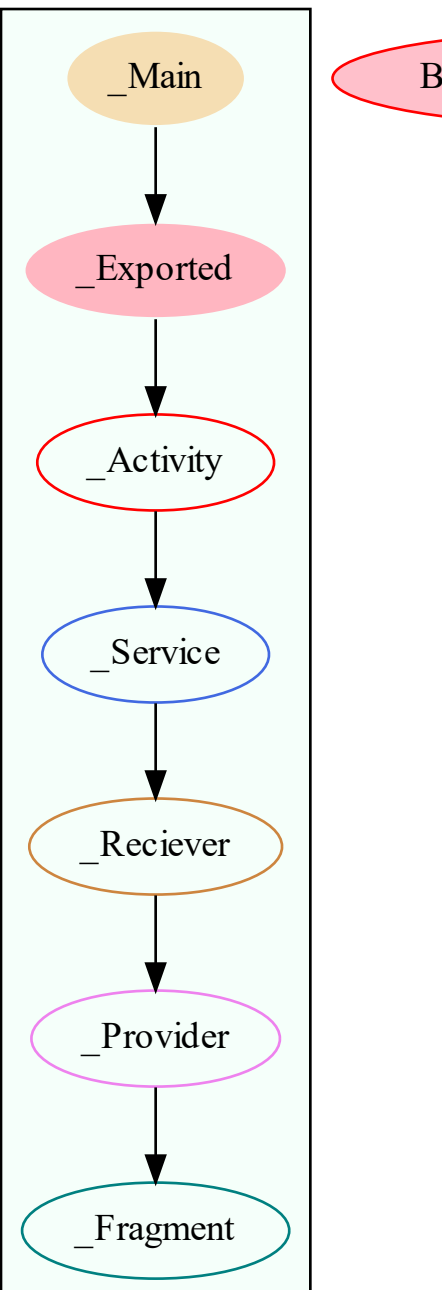 _Main
_Exported
_Activity
_Service
_Reciever
_Provider
_Fragment